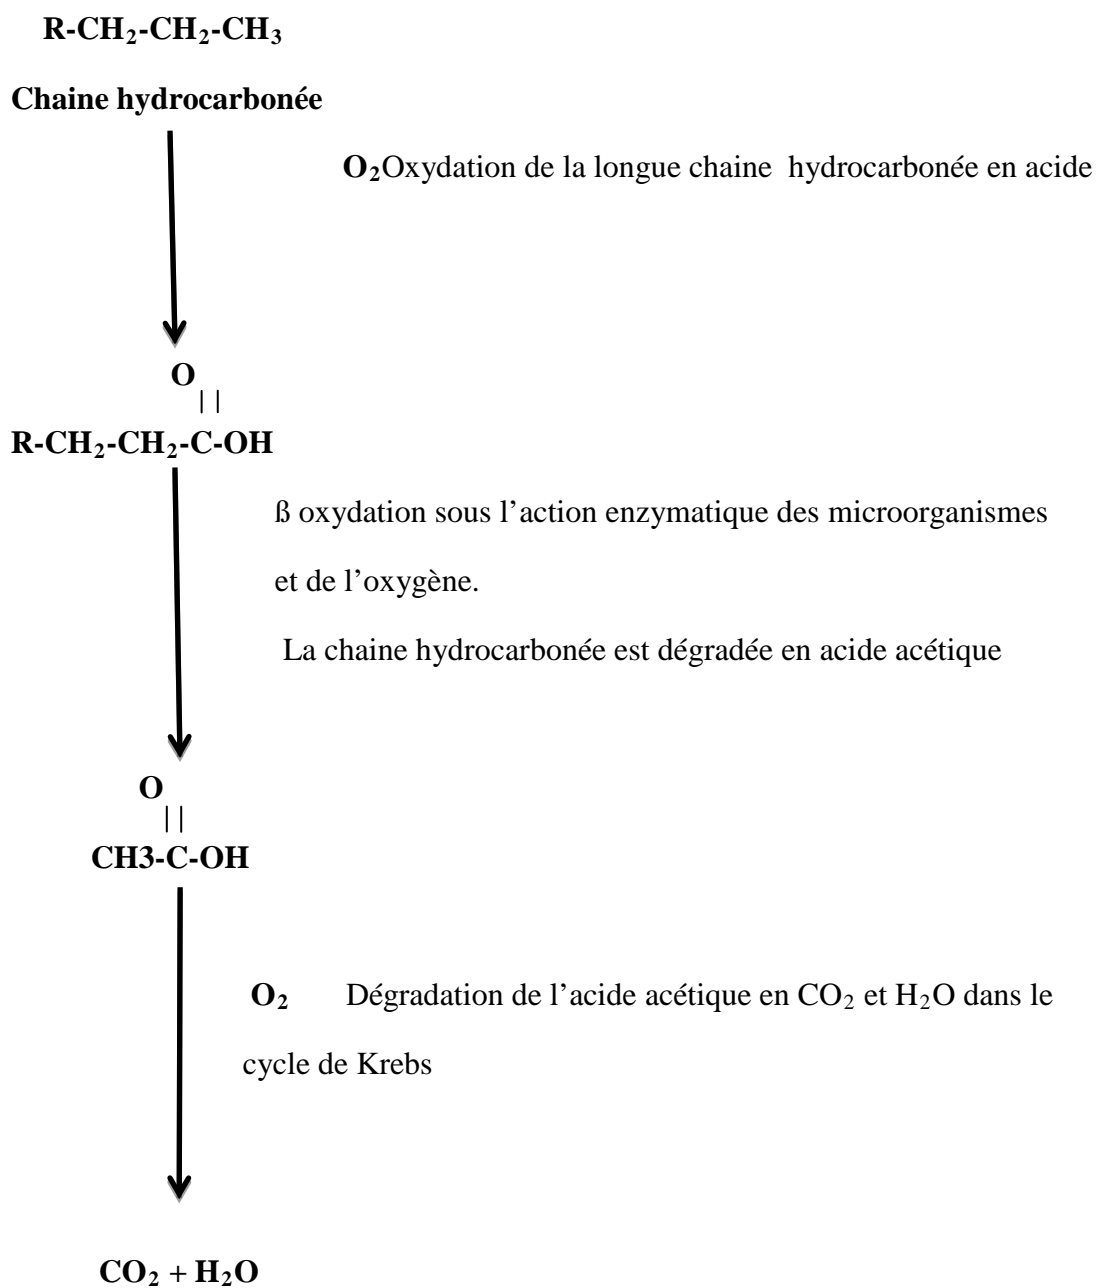 R-CH₂-CH₂-CH₃
Chaine hydrocarbonée
O₂Oxydation de la longue chaine hydrocarbonée en acide
O
||
R-CH₂-CH₂-C-OH
ß oxydation sous l’action enzymatique des microorganismes
et de l’oxygène.
La chaine hydrocarbonée est dégradée en acide acétique
O
||
CH3-C-OH
O₂ Dégradation de l’acide acétique en CO₂ et H₂O dans le
cycle de Krebs
CO₂ + H₂O